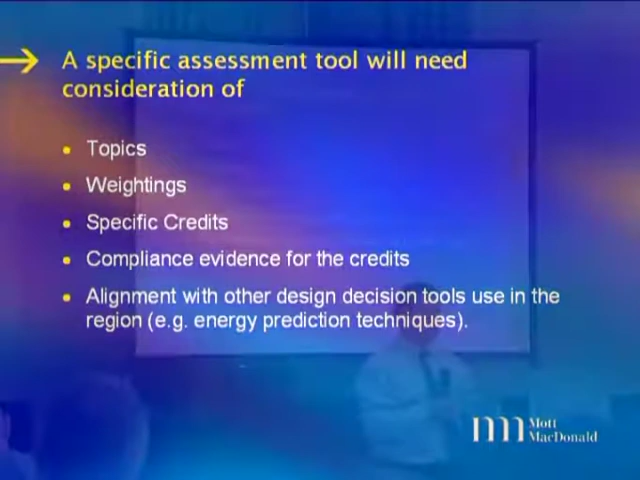 A specific assessment tool will need
consideration of
Topics
Weightings
Specific Credits
Compliance evidence for the credits
Alignment with other design decision tools use in the
region (e.g. energy prediction techniques).
Mott
MacDonald